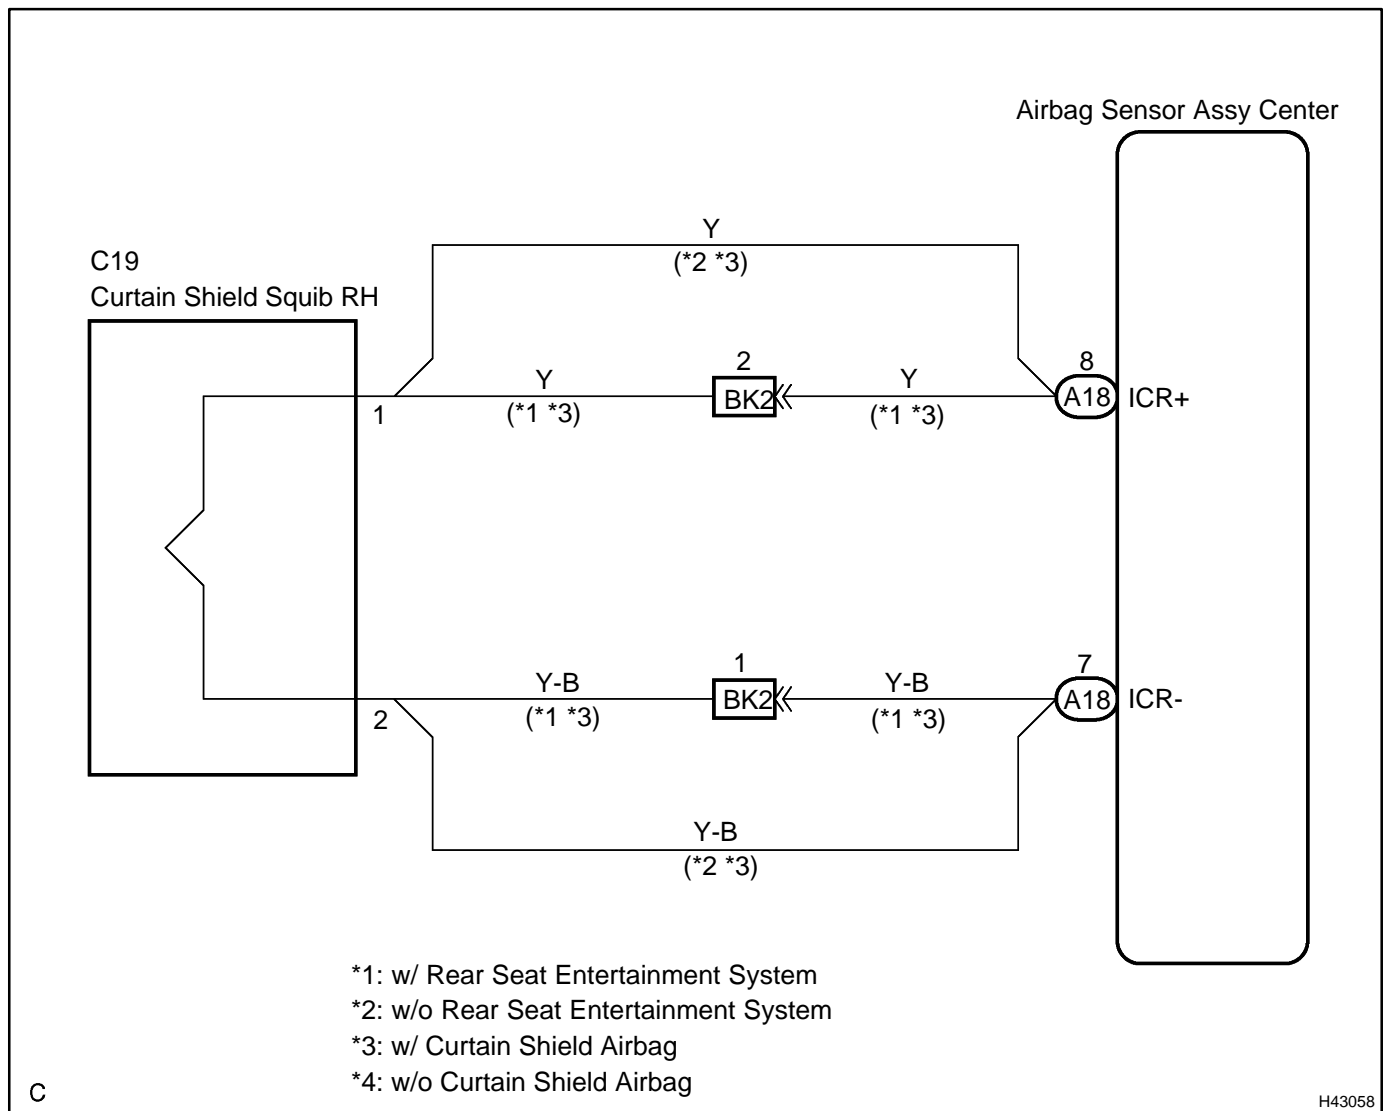 Airbag Sensor Assy Center
C19
Curtain Shield Squib RH
Y
(*2 *3)
1
Y
(*1 *3)
2
BK2
Y
(*1 *3)
8
A18
ICR+
2
Y-B
(*1 *3)
1
BK2
Y-B
(*1 *3)
7
A18
ICR-
Y-B
(*2 *3)
*1: w/ Rear Seat Entertainment System
*2: w/o Rear Seat Entertainment System
*3: w/ Curtain Shield Airbag
*4: w/o Curtain Shield Airbag
C
H43058